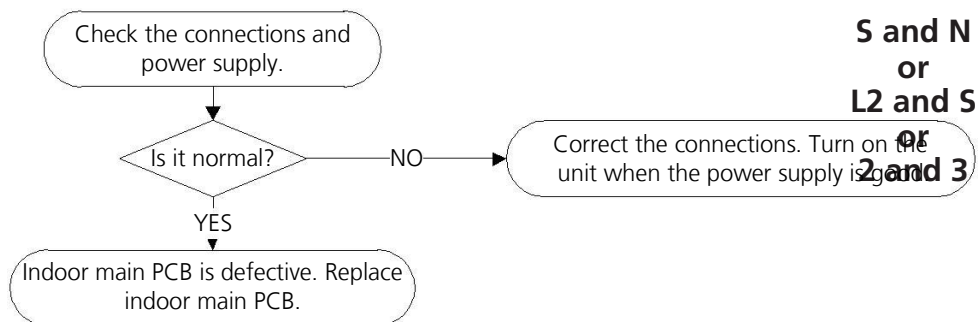 Check the connections and
power supply.
S and N
or
L2 and S
or
2 and 3
Is it normal?
NO
Correct the connections. Turn on the
unit when the power supply is good.
YES
Indoor main PCB is defective. Replace
indoor main PCB.